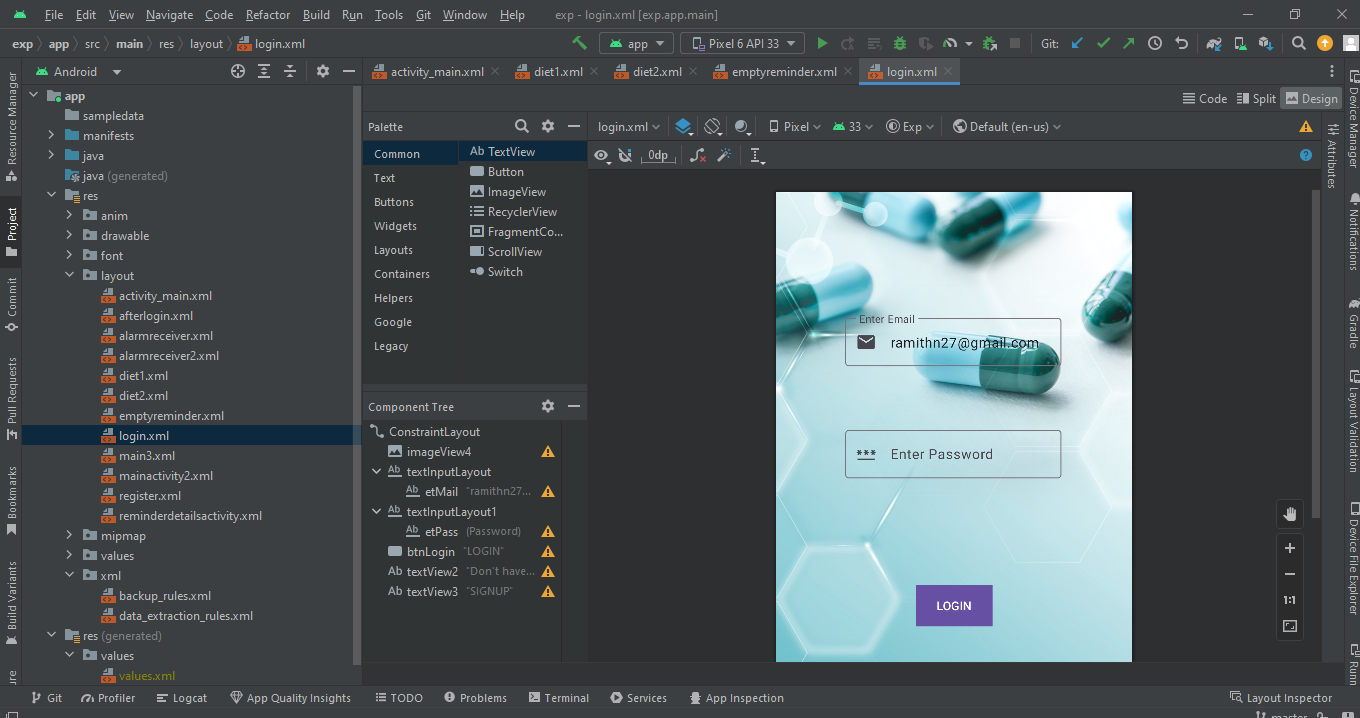 File Edit View Navigate Code Refactor Build Run Tools Git Window Help exp - login.xml [exp.app.main]
exp app src main res layout login.xml
app Pixel 6 API 33 Git:
Android
activity_main.xml diet1.xml diet2.xml emptyreminder.xml login.xml
Code Split Design
Resource Manager
Project
Commit
Pull Requests
Bookmarks
Build Variants
app
sampledata
manifests
java
java (generated)
res
anim
drawable
font
layout
activity_main.xml
afterlogin.xml
alarmreceiver.xml
alarmreceiver2.xml
diet1.xml
diet2.xml
emptyreminder.xml
login.xml
main3.xml
mainactivity2.xml
register.xml
reminderdetailsactivity.xml
mipmap
values
xml
backup_rules.xml
data_extraction_rules.xml
res (generated)
values
values.xml
Palette
Common
Text
Buttons
Widgets
Layouts
Containers
Helpers
Google
Legacy
Ab TextView
Button
ImageView
RecyclerView
FragmentCo...
ScrollView
Switch
Component Tree
ConstraintLayout
imageView4
Ab textInputLayout
Ab etMail "ramithn27...
Ab textInputLayout1
Ab etPass (Password)
btnLogin "LOGIN"
Ab textView2 "Don't have...
Ab textView3 "SIGNUP"
login.xml Pixel 33 Exp Default (en-us)
0dp
Enter Email
ramithn27@gmail.com
*** Enter Password
LOGIN
1:1
Attributes
Device Manager
Notifications
Gradle
Layout Validation
Device File Explorer
Git Profiler Logcat App Quality Insights TODO Problems Terminal Services App Inspection Layout Inspector
master